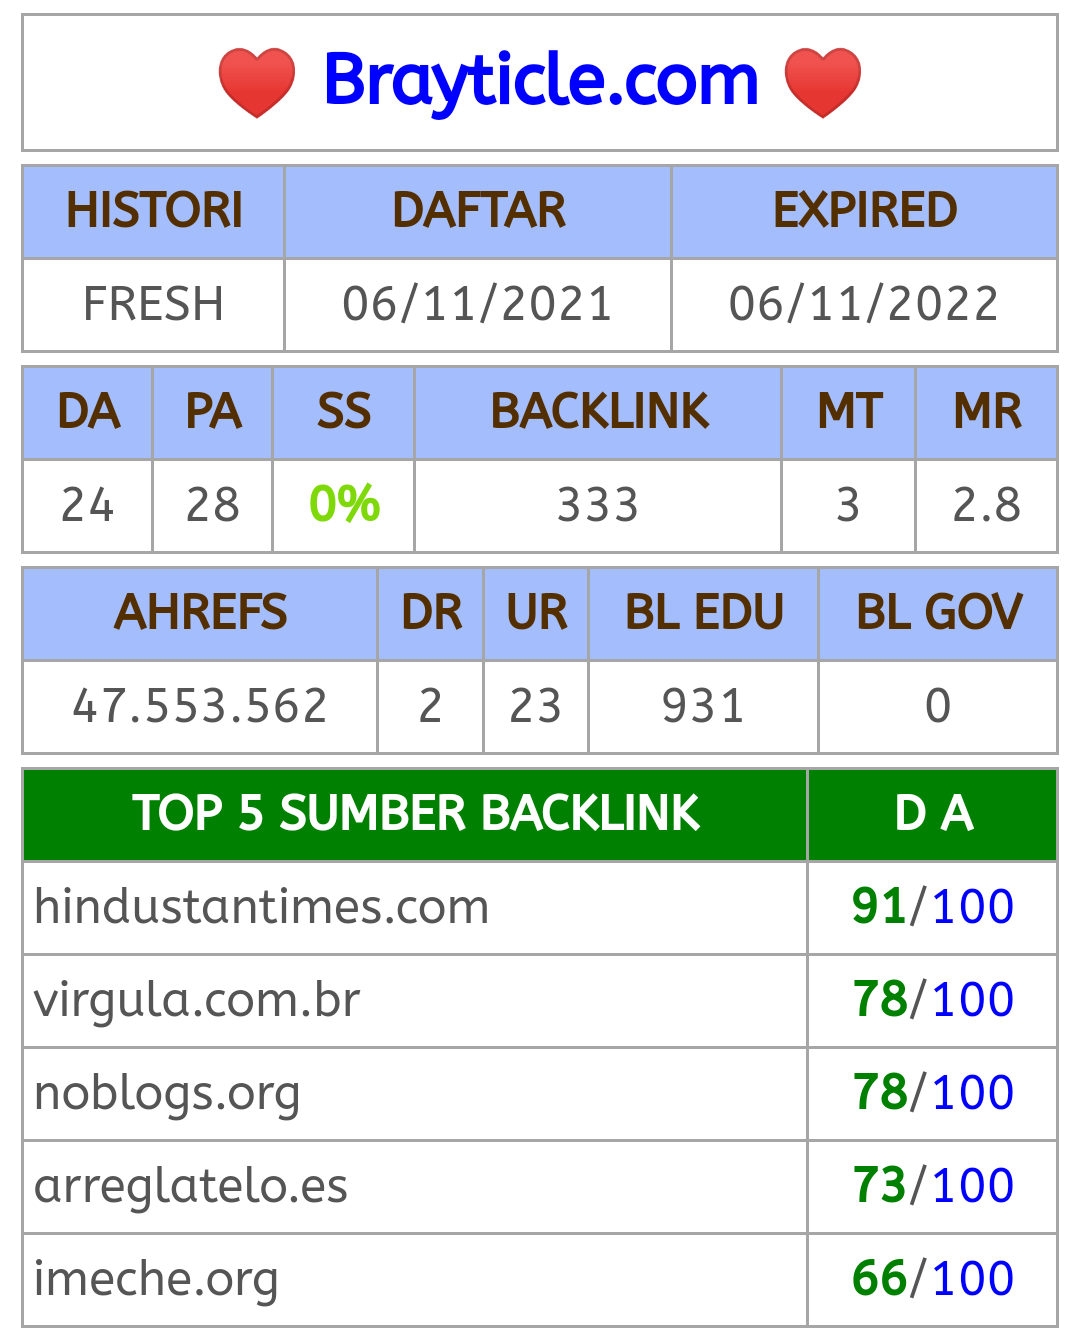 Brayticle.com
HISTORI DAFTAR EXPIRED
FRESH 06/11/2021 06/11/2022
DA PA SS BACKLINK MT MR
24 28 0% 333 3 2.8
AHREFS DR UR BL EDU BL GOV
47.553.562 2 23 931 0
TOP 5 SUMBER BACKLINK D A
hindustantimes.com 91/100
virgula.com.br 78/100
noblogs.org 78/100
arreglatelo.es 73/100
imeche.org 66/100